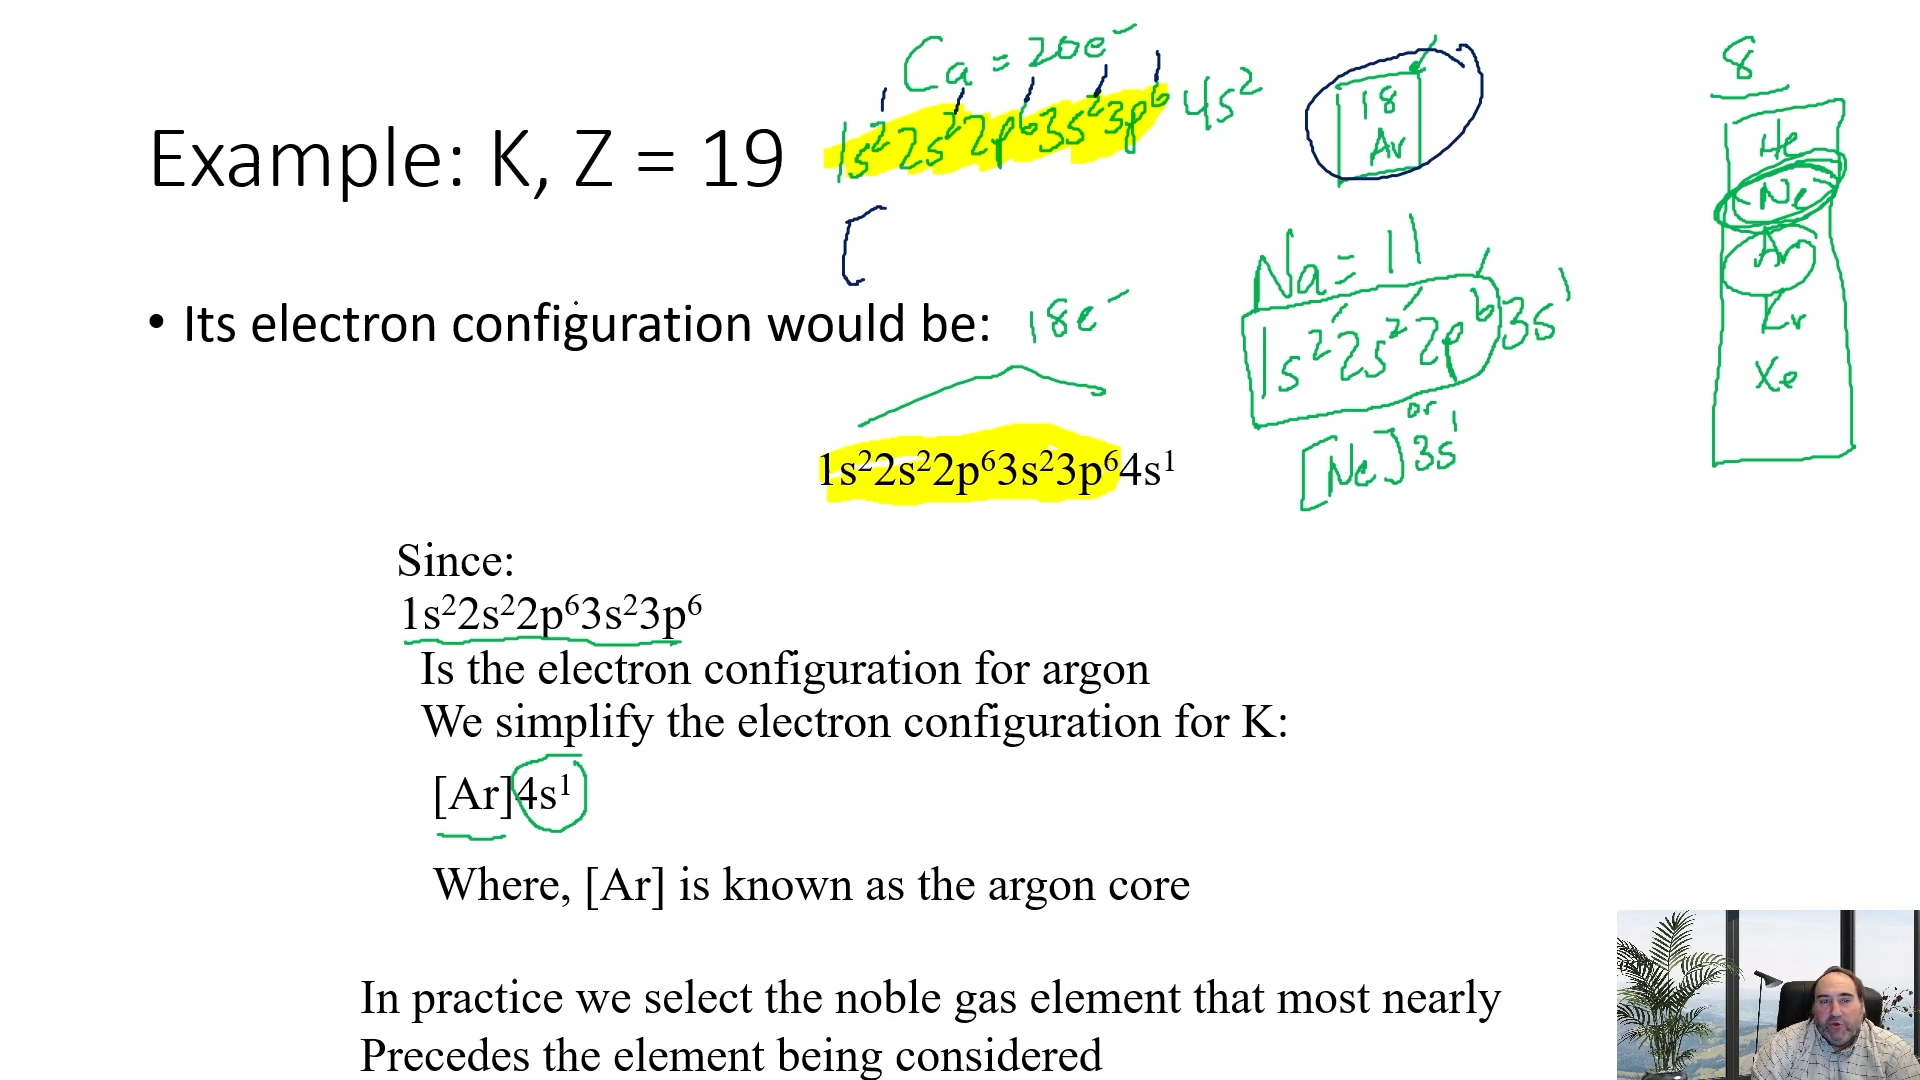 Ca = 20e⁻
1s²2s²2p⁶3s²3p⁶ 4s²
18
Ar
8
He
Ne
Ar
Kr
Xe
Example: K, Z = 19
[
Na = 11
1s²2s²2p⁶3s¹
or
[Ne]3s¹
• Its electron configuration would be:
18e⁻
1s²2s²2p⁶3s²3p⁶4s¹
Since:
1s²2s²2p⁶3s²3p⁶
Is the electron configuration for argon
We simplify the electron configuration for K:
[Ar]4s¹
Where, [Ar] is known as the argon core
In practice we select the noble gas element that most nearly
Precedes the element being considered